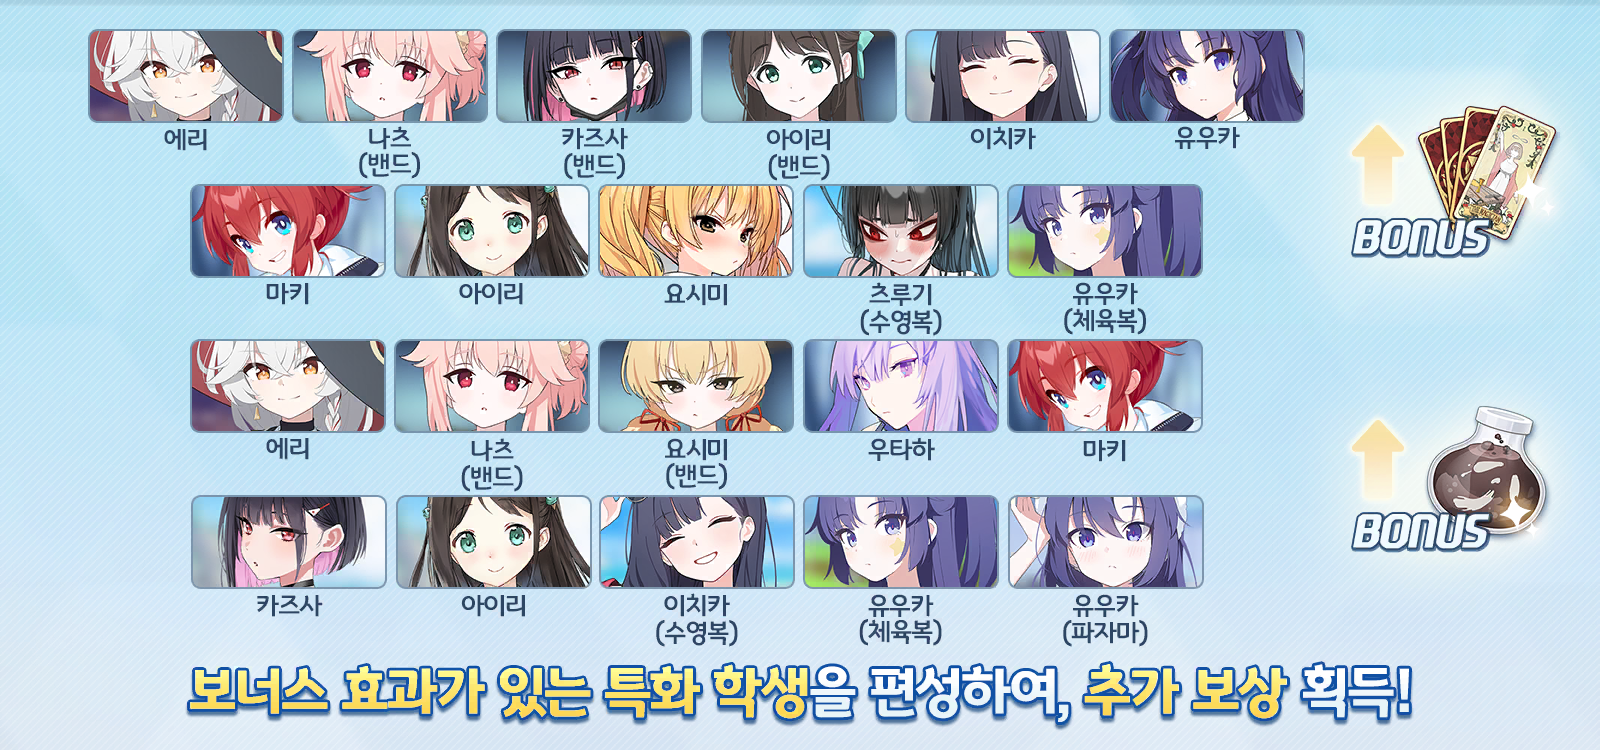 에리 나츠 카즈사 아이리 이치카 유우카
(밴드) (밴드) (밴드)
BONUS
마키 아이리 요시미 츠루기 유우카
(수영복) (체육복)
에리 나츠 요시미 우타하 마키
(밴드) (밴드)
BONUS
카즈사 아이리 이치카 유우카 유우카
(수영복) (체육복) (파자마)
보너스 효과가 있는 특화 학생을 편성하여, 추가 보상 획득!